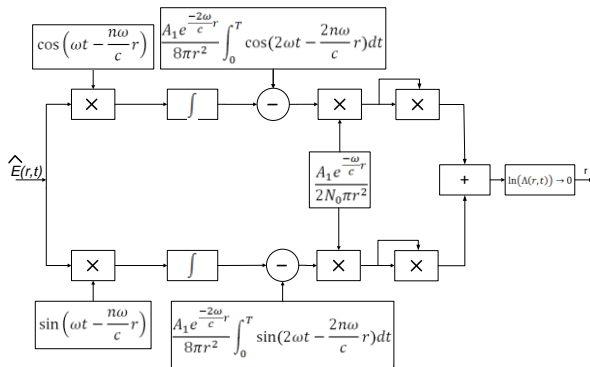 cos (ωt − nω/c r)
A₁e^(−2ω/c r)/8πr² ∫₀ᵀ cos(2ωt − 2nω/c r)dt
× ∫ − × ×
Ê(r,t)
A₁e^(−ω/c r)/2N₀πr²
+
ln(Λ(r,t)) → 0
r
× ∫ − × ×
sin (ωt − nω/c r)
A₁e^(−2ω/c r)/8πr² ∫₀ᵀ sin(2ωt − 2nω/c r)dt